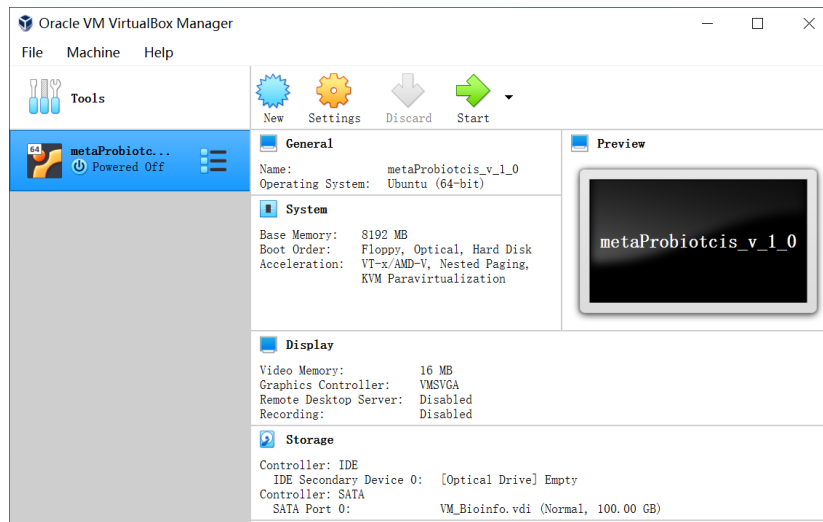 Oracle VM VirtualBox Manager
File Machine Help
Tools
New Settings Discard Start
64
metaProbiotc...
Powered Off
General
Name: metaProbiotcis_v_1_0
Operating System: Ubuntu (64-bit)
System
Base Memory: 8192 MB
Boot Order: Floppy, Optical, Hard Disk
Acceleration: VT-x/AMD-V, Nested Paging,
KVM Paravirtualization
Preview
metaProbiotcis_v_1_0
Display
Video Memory: 16 MB
Graphics Controller: VMSVGA
Remote Desktop Server: Disabled
Recording: Disabled
Storage
Controller: IDE
IDE Secondary Device 0: [Optical Drive] Empty
Controller: SATA
SATA Port 0: VM_Bioinfo.vdi (Normal, 100.00 GB)